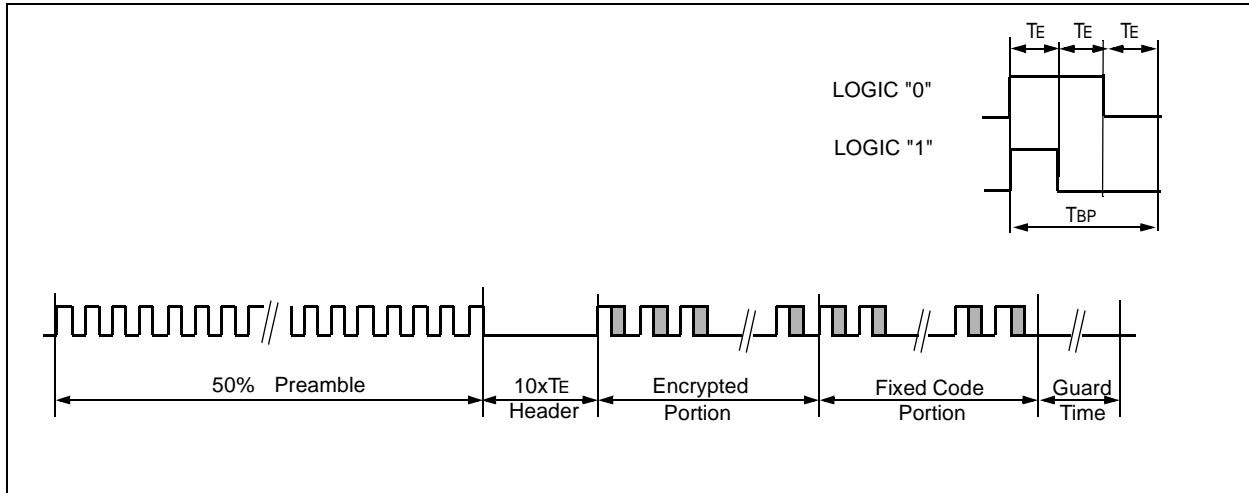 TE TE TE
LOGIC "0"
LOGIC "1"
TBP
50% Preamble
10xTE
Header
Encrypted
Portion
Fixed Code
Portion
Guard
Time